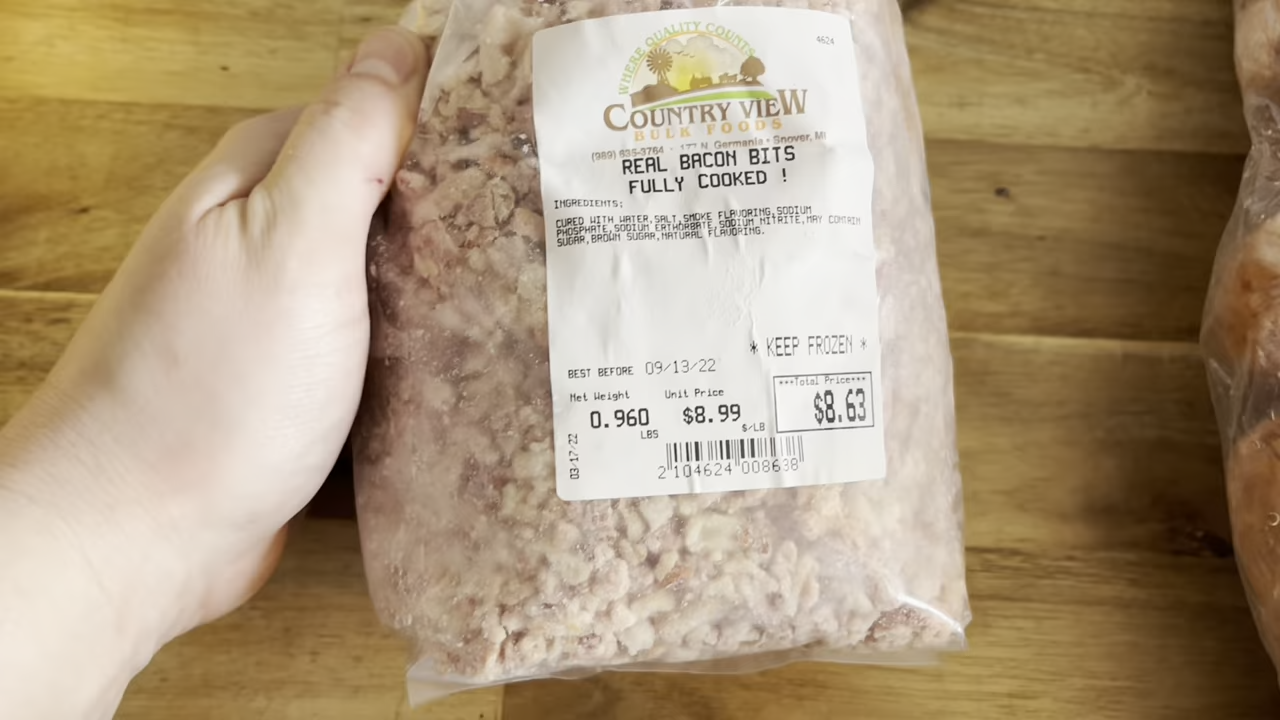 WHERE QUALITY COUNTS
4624
COUNTRY VIEW
BULK FOODS
(989) 635-3764 • 177 N. Germania • Snover, MI
REAL BACON BITS
FULLY COOKED !
INGREDIENTS:
CURED WITH WATER,SALT,SMOKE FLAVORING,SODIUM
PHOSPHATE,SODIUM ERTHORBATE,SODIUM NITRITE,MAY CONTAIN
SUGAR,BROWN SUGAR,NATURAL FLAVORING.
* KEEP FROZEN *
BEST BEFORE 09/13/22
Net Weight Unit Price ***Total Price***
0.960 LBS $8.99 $/LB $8.63
03/17/22
2 104624 008638